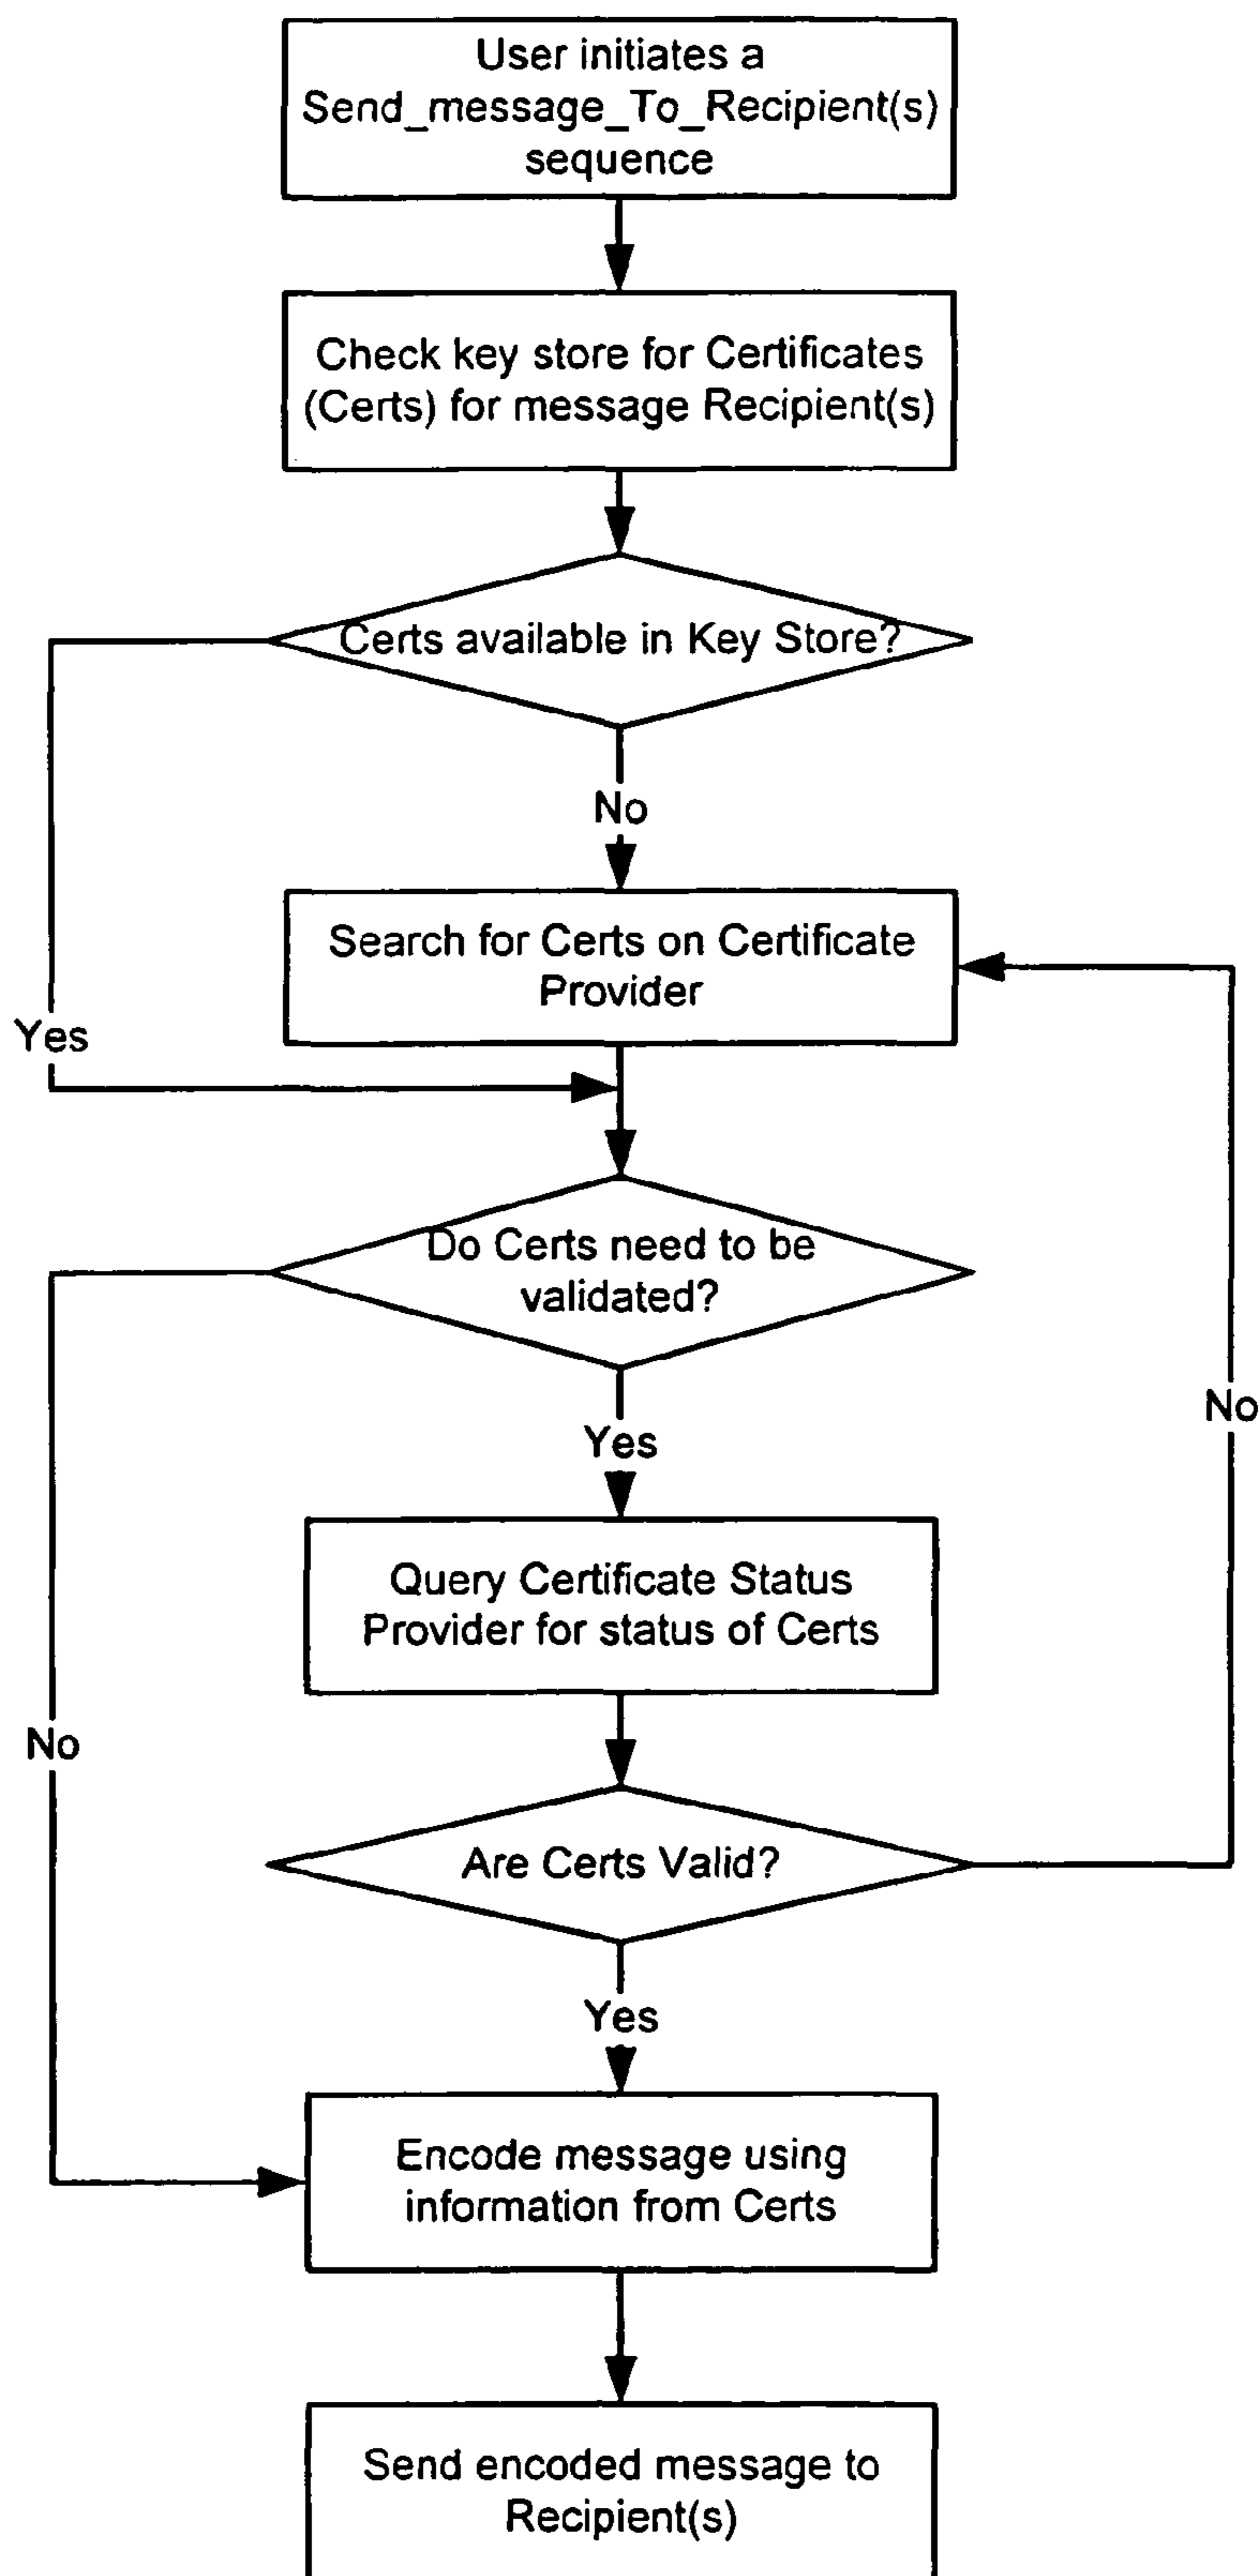 User initiates a
Send_message_To_Recipient(s)
sequence
Check key store for Certificates
(Certs) for message Recipient(s)
Certs available in Key Store?
No
Search for Certs on Certificate
Provider
Yes
Do Certs need to be
validated?
No
Yes
Query Certificate Status
Provider for status of Certs
No
Are Certs Valid?
Yes
Encode message using
information from Certs
Send encoded message to
Recipient(s)